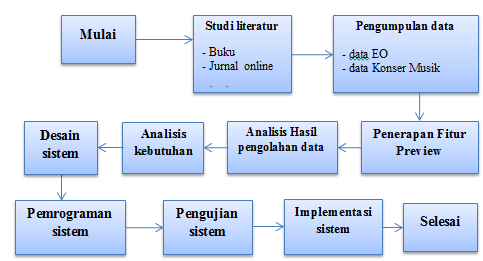 Mulai
Studi literatur
- Buku
- Jurnal online
Pengumpulan data
- data EO
- data Konser Musik
Penerapan Fitur
Preview
Analisis Hasil
pengolahan data
Analisis
kebutuhan
Desain
sistem
Pemrograman
sistem
Pengujian
sistem
Implementasi
sistem
Selesai